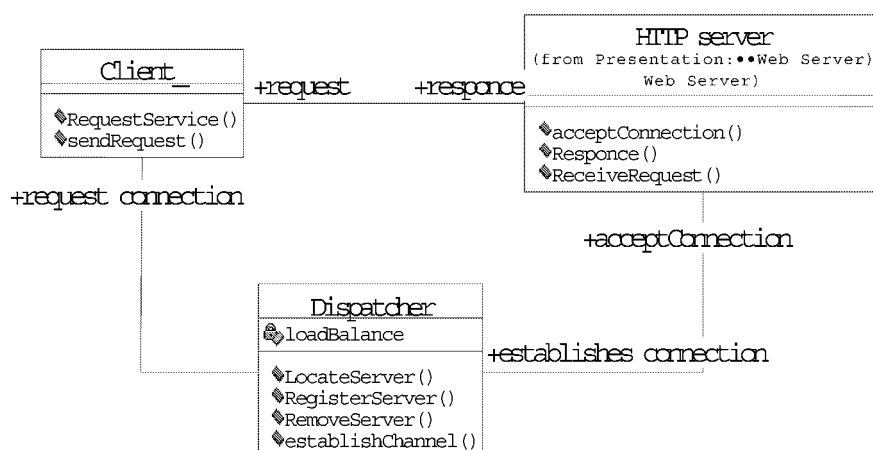 Client_
RequestService()
sendRequest()
+request
+responce
HTTP server
(from Presentation:••Web Server)
Web Server)
acceptConnection()
Responce()
ReceiveRequest()
+request connection
+acceptConnection
Dispatcher
loadBalance
LocateServer()
RegisterServer()
RemoveServer()
establishChannel()
+establishes connection